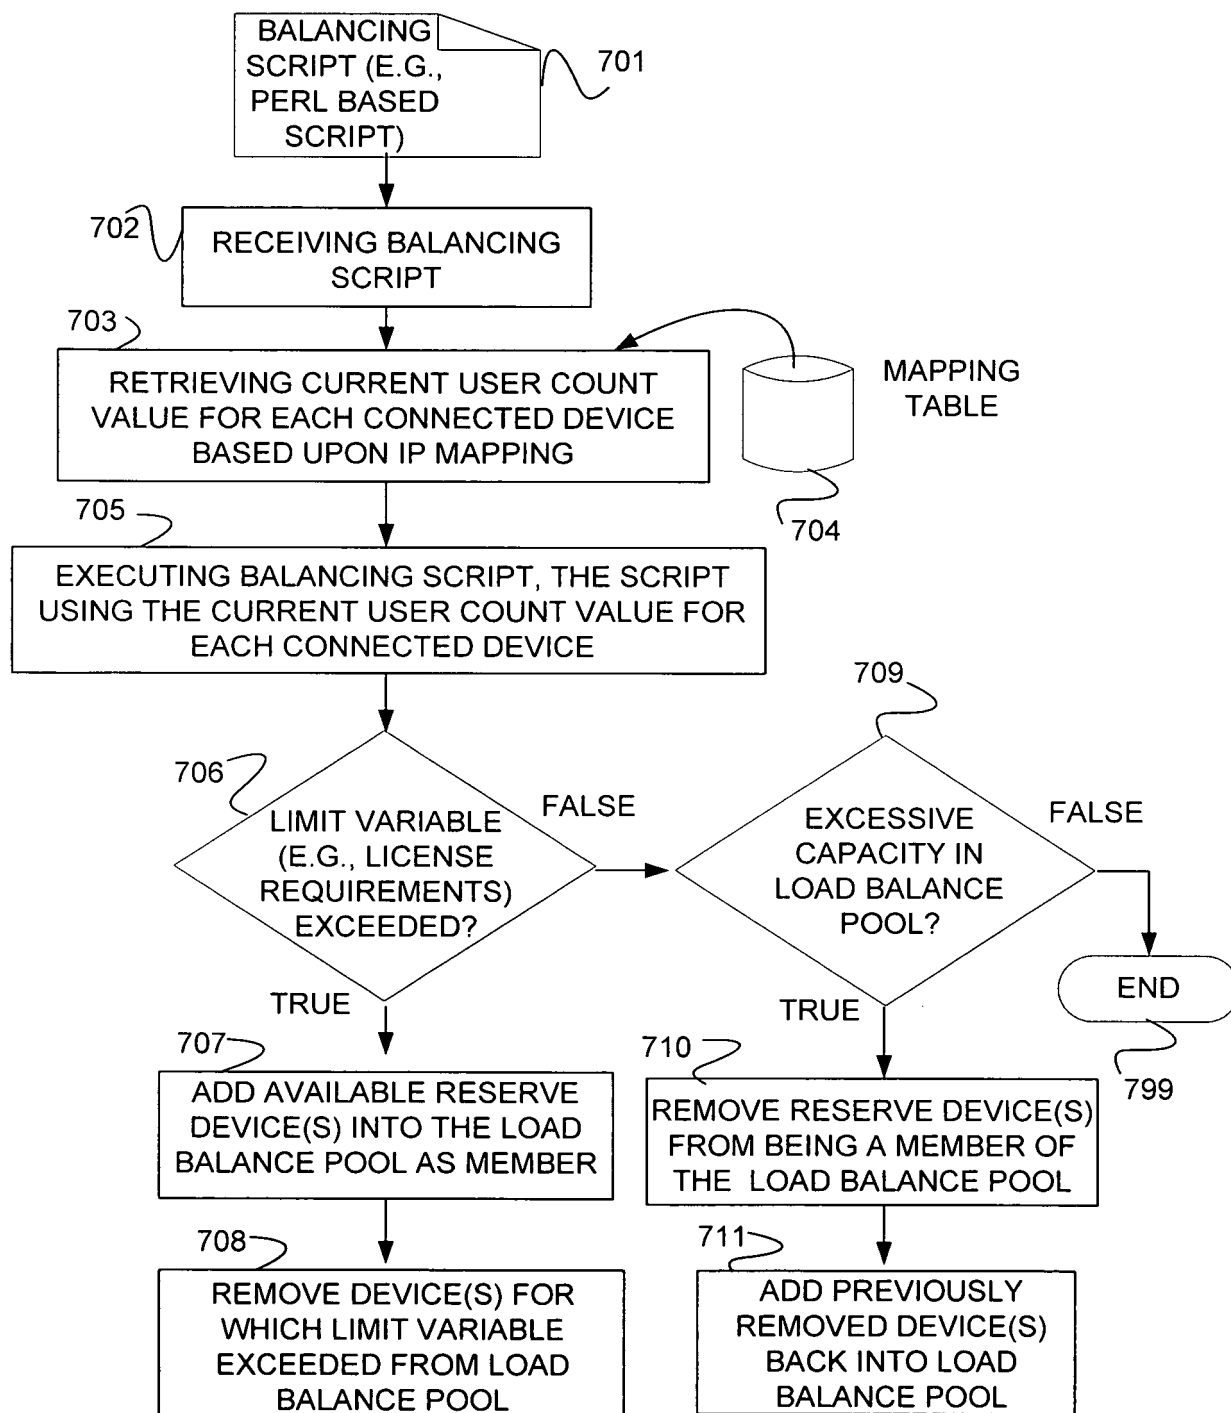 BALANCING
SCRIPT (E.G.,
PERL BASED
SCRIPT)
701
702
RECEIVING BALANCING
SCRIPT
703
RETRIEVING CURRENT USER COUNT
VALUE FOR EACH CONNECTED DEVICE
BASED UPON IP MAPPING
MAPPING
TABLE
704
705
EXECUTING BALANCING SCRIPT, THE SCRIPT
USING THE CURRENT USER COUNT VALUE FOR
EACH CONNECTED DEVICE
706
LIMIT VARIABLE
(E.G., LICENSE
REQUIREMENTS)
EXCEEDED?
FALSE
TRUE
709
EXCESSIVE
CAPACITY IN
LOAD BALANCE
POOL?
FALSE
TRUE
END
799
707
ADD AVAILABLE RESERVE
DEVICE(S) INTO THE LOAD
BALANCE POOL AS MEMBER
710
REMOVE RESERVE DEVICE(S)
FROM BEING A MEMBER OF
THE LOAD BALANCE POOL
708
REMOVE DEVICE(S) FOR
WHICH LIMIT VARIABLE
EXCEEDED FROM LOAD
BALANCE POOL
711
ADD PREVIOUSLY
REMOVED DEVICE(S)
BACK INTO LOAD
BALANCE POOL